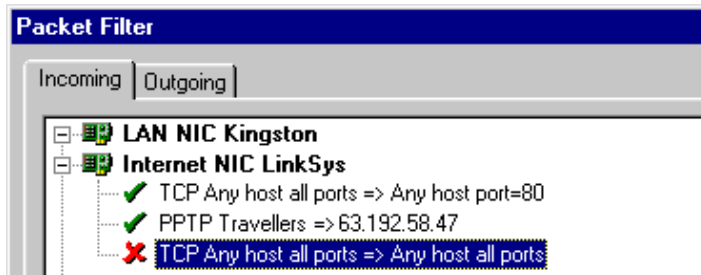 Packet Filter
Incoming Outgoing
LAN NIC Kingston
Internet NIC LinkSys
TCP Any host all ports => Any host port=80
PPTP Travellers => 63.192.58.47
TCP Any host all ports => Any host all ports